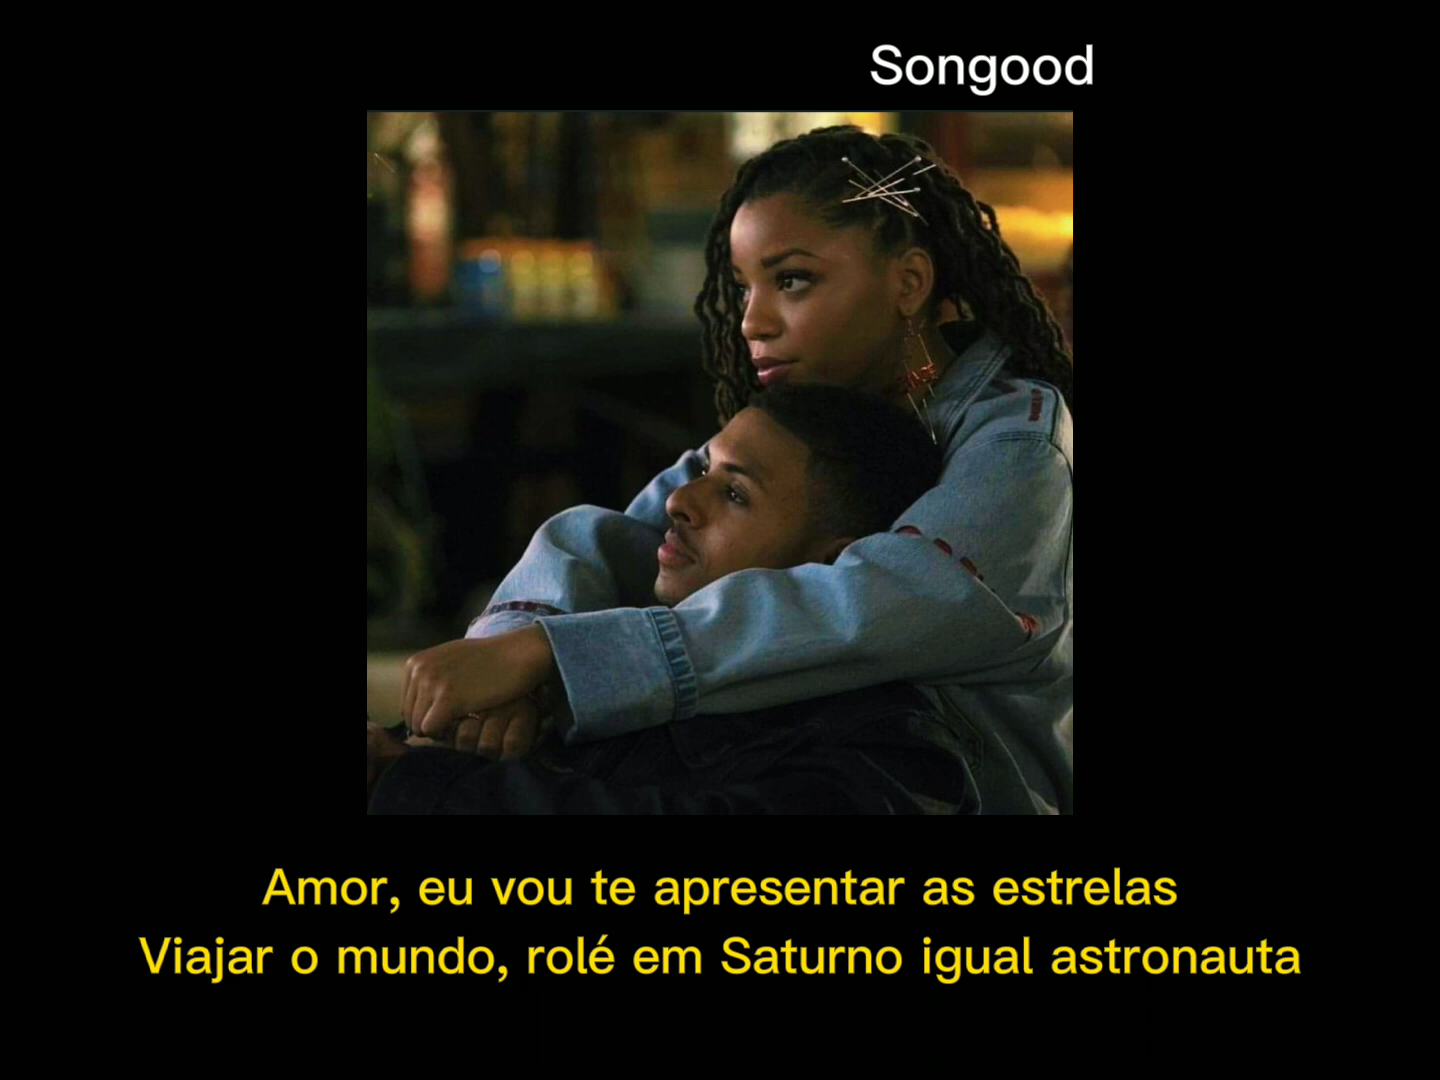 Songood
Amor, eu vou te apresentar as estrelas
Viajar o mundo, rolé em Saturno igual astronauta